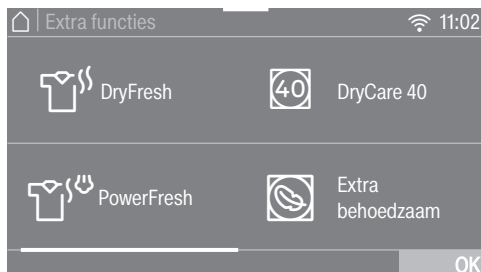 Extra functies
11:02
DryFresh
40
DryCare 40
PowerFresh
Extra
behoedzaam
OK